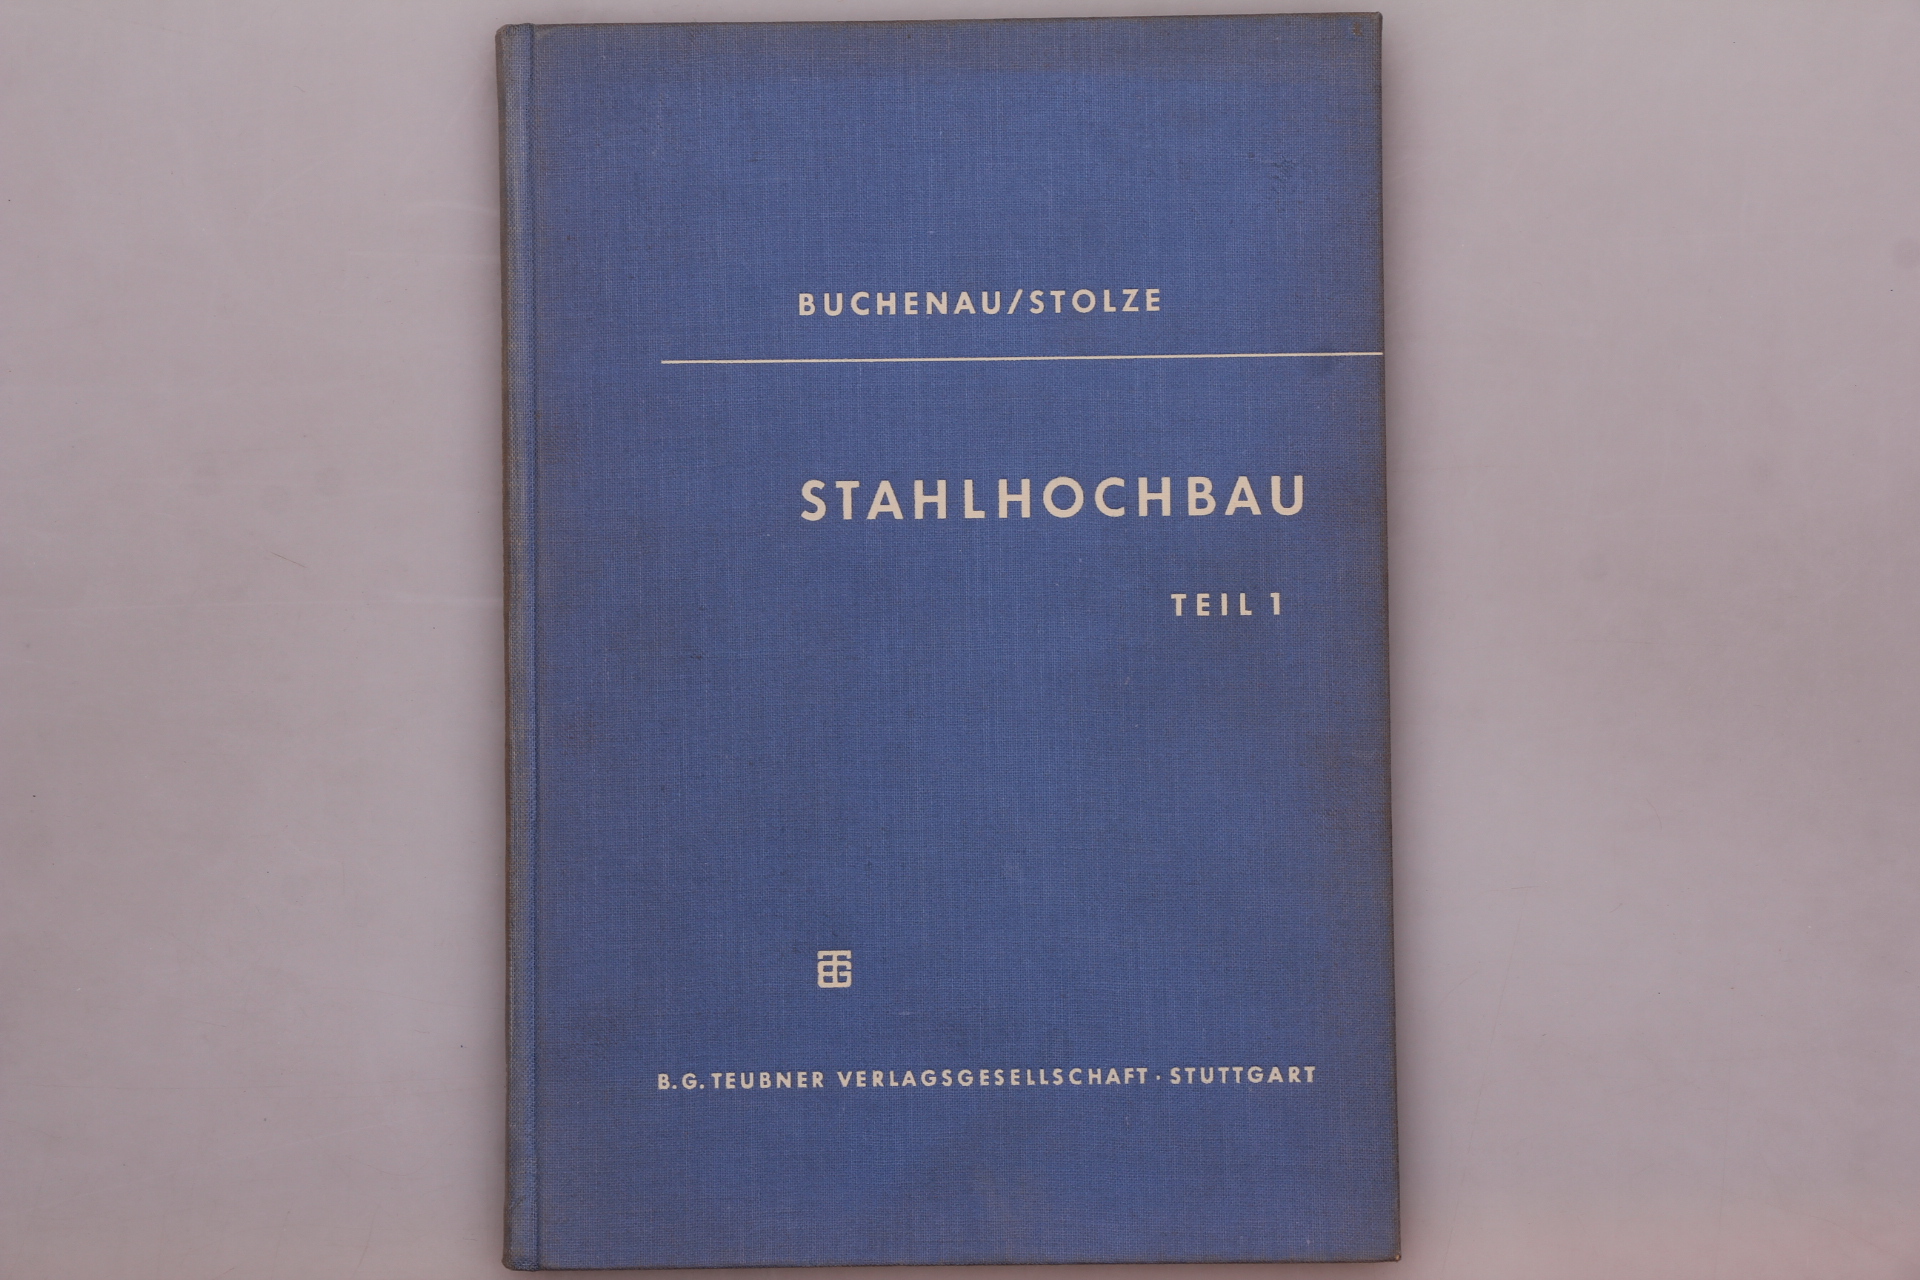 BUCHENAU/STOLZE
STAHLHOCHBAU
TEIL 1
B.G. TEUBNER VERLAGSGESELLSCHAFT · STUTTGART